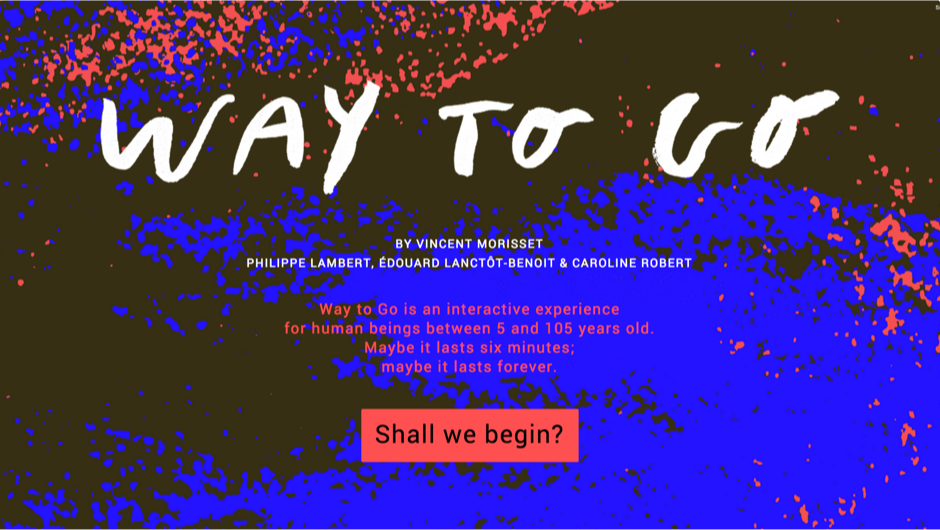 WAY TO GO
BY VINCENT MORISSET
PHILIPPE LAMBERT, ÉDOUARD LANCTÔT-BENOIT & CAROLINE ROBERT
Way to Go is an interactive experience
for human beings between 5 and 105 years old.
Maybe it lasts six minutes;
maybe it lasts forever.
Shall we begin?